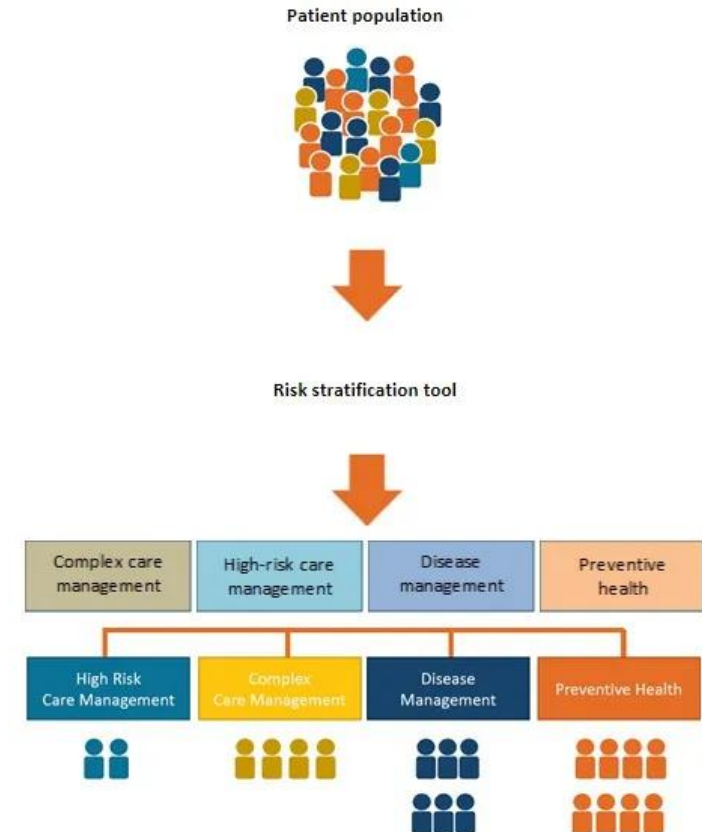 Patient population
Risk stratification tool
Complex care
management
High-risk care
management
Disease
management
Preventive
health
High Risk
Care Management
Complex
Care Management
Disease
Management
Preventive Health